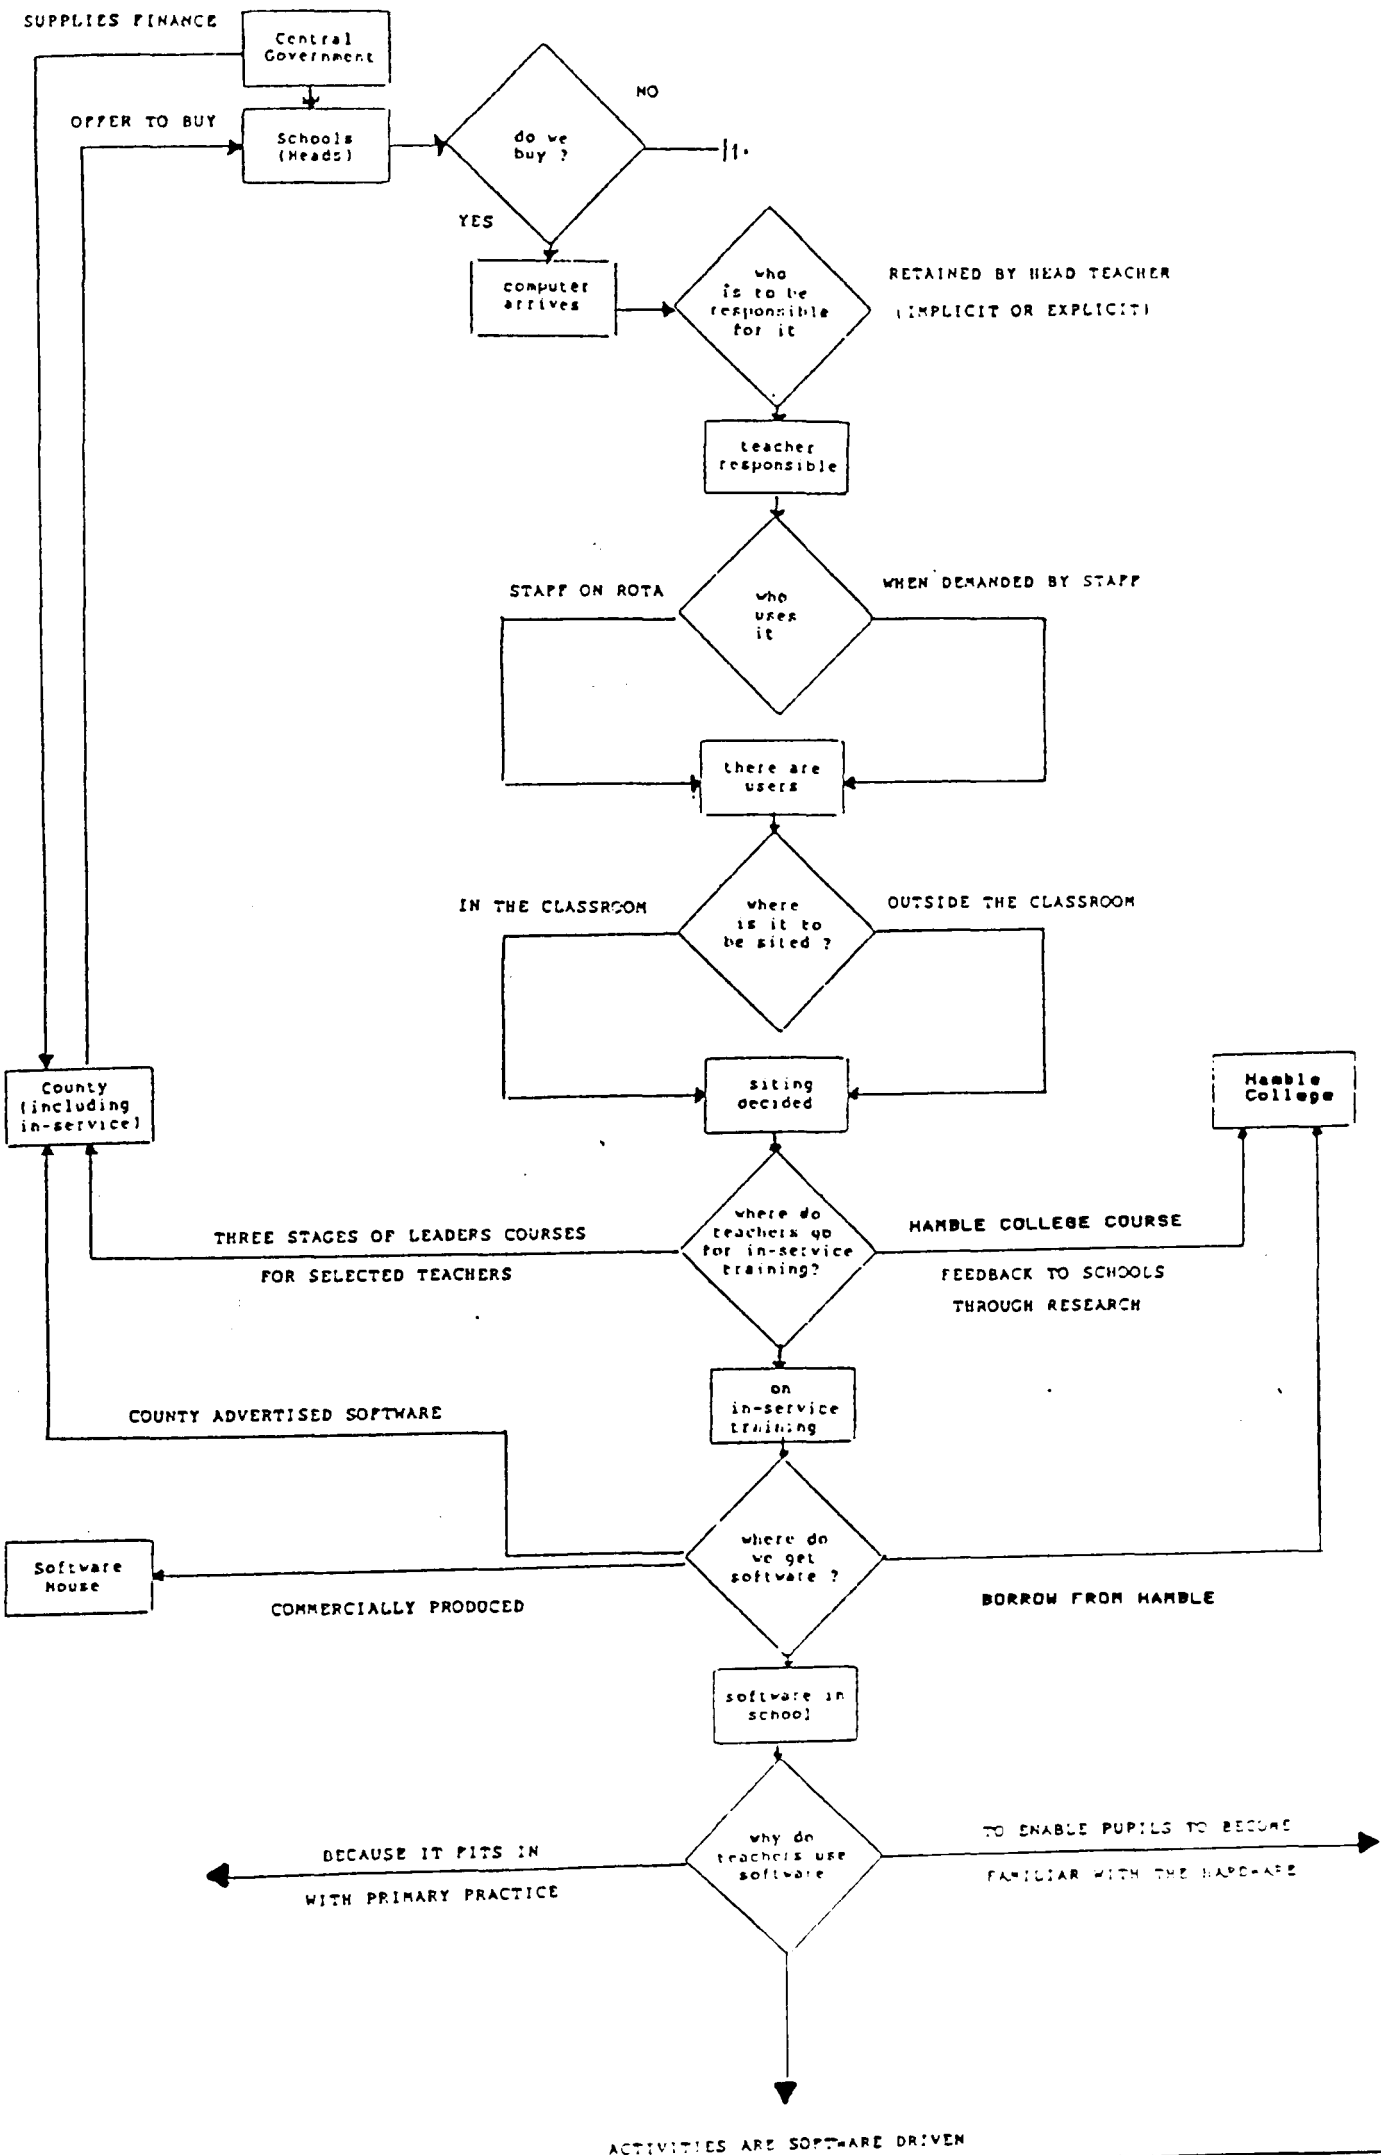 SUPPLIES FINANCE
Central
Government
OFFER TO BUY
Schools
(Heads)
do we
buy ?
NO
YES
computer
arrives
who
is to be
responsible
for it
RETAINED BY HEAD TEACHER
(IMPLICIT OR EXPLICIT)
teacher
responsible
STAFF ON ROTA
who
uses
it
WHEN DEMANDED BY STAFF
there are
users
IN THE CLASSROOM
where
is it to
be sited ?
OUTSIDE THE CLASSROOM
County
(including
in-service)
siting
decided
Hamble
College
THREE STAGES OF LEADERS COURSES
FOR SELECTED TEACHERS
where do
teachers go
for in-service
training?
HAMBLE COLLEGE COURSE
FEEDBACK TO SCHOOLS
THROUGH RESEARCH
on
in-service
training
COUNTY ADVERTISED SOFTWARE
Software
House
COMMERCIALLY PRODUCED
where do
we get
software ?
BORROW FROM HAMBLE
software in
school
BECAUSE IT FITS IN
WITH PRIMARY PRACTICE
why do
teachers use
software
TO ENABLE PUPILS TO BECOME
FAMILIAR WITH THE HARDWARE
ACTIVITIES ARE SOFTWARE DRIVEN